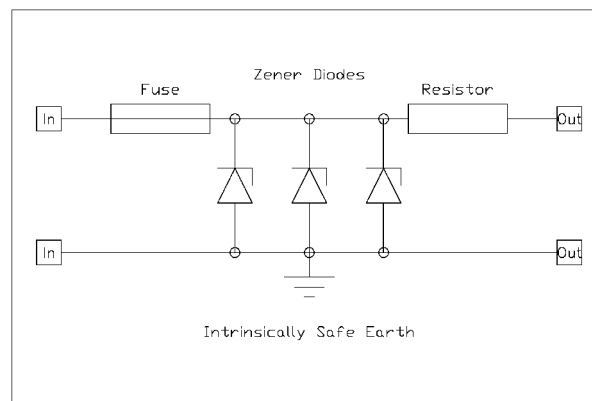 Zener Diodes
Fuse
Resistor
In
Out
In
Out
Intrinsically Safe Earth